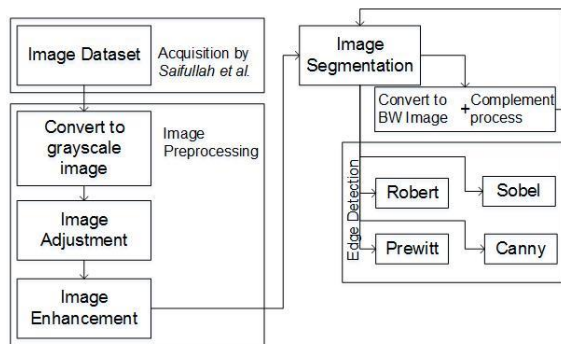 Image Dataset
Acquisition by
Saifullah et al.
Convert to
grayscale
image
Image
Preprocessing
Image
Adjustment
Image
Enhancement
Image
Segmentation
Convert to
BW Image
+Complement
process
Edge Detection
Robert
Sobel
Prewitt
Canny